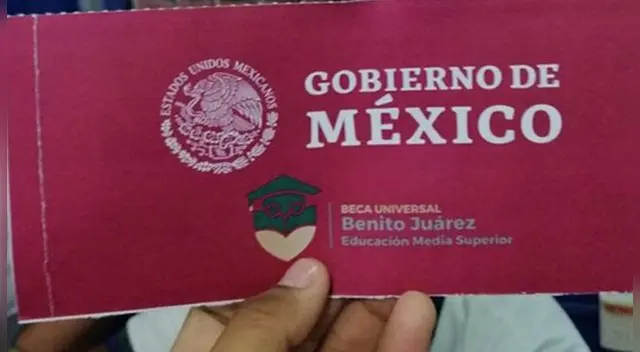 ESTADOS UNIDOS MEXICANOS
GOBIERNO DE
MÉXICO
BECA UNIVERSAL
Benito Juárez
Educación Media Superior